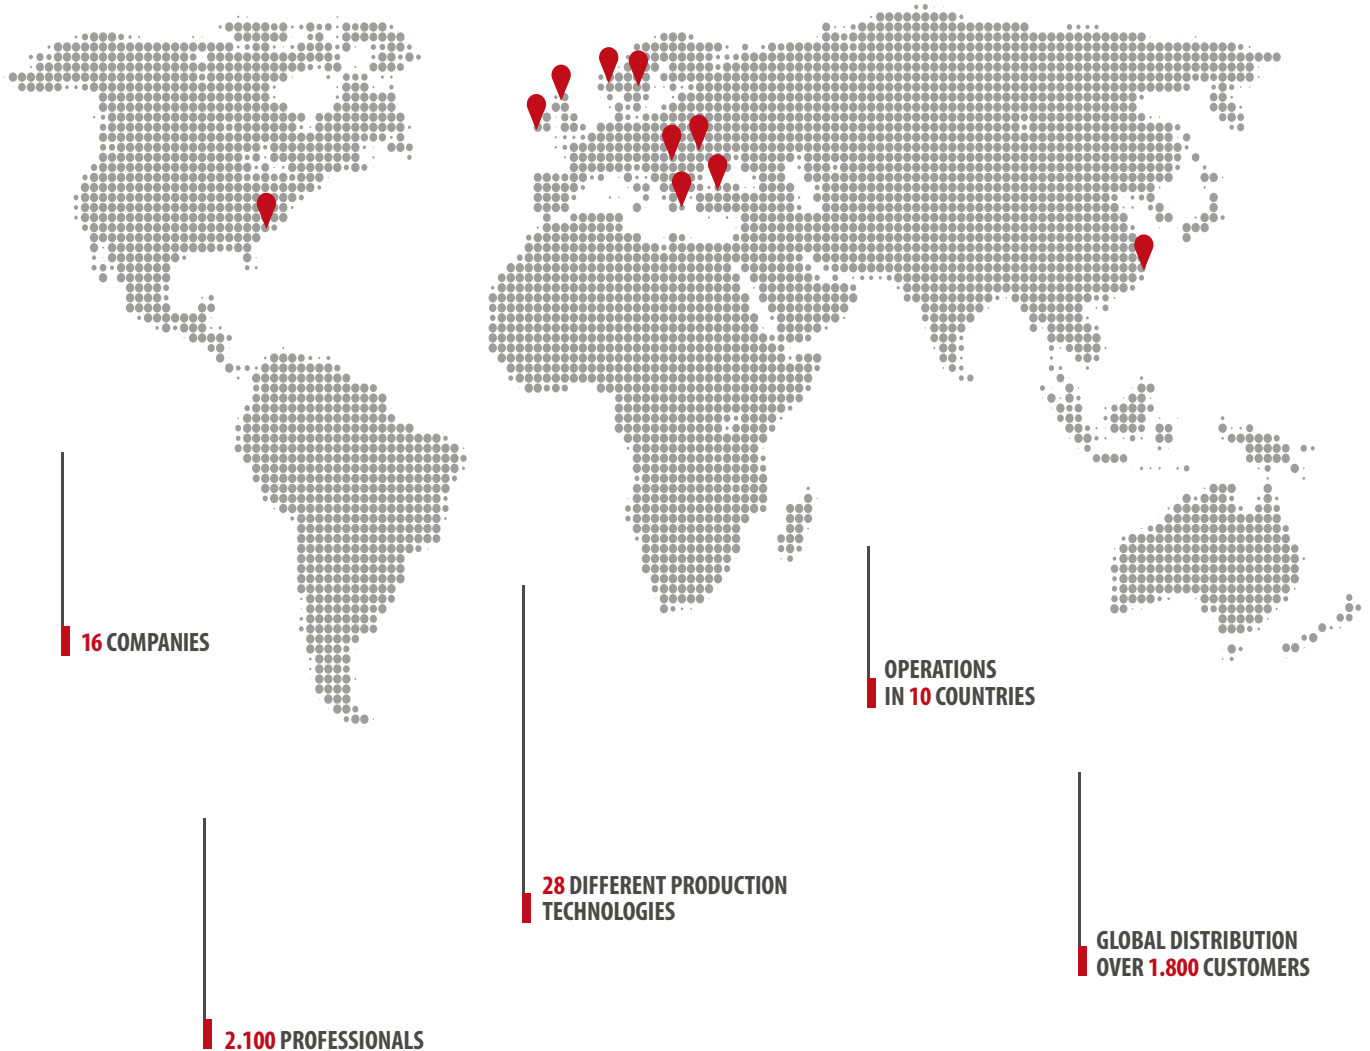 16 COMPANIES
OPERATIONS
IN 10 COUNTRIES
28 DIFFERENT PRODUCTION
TECHNOLOGIES
GLOBAL DISTRIBUTION
OVER 1.800 CUSTOMERS
2.100 PROFESSIONALS